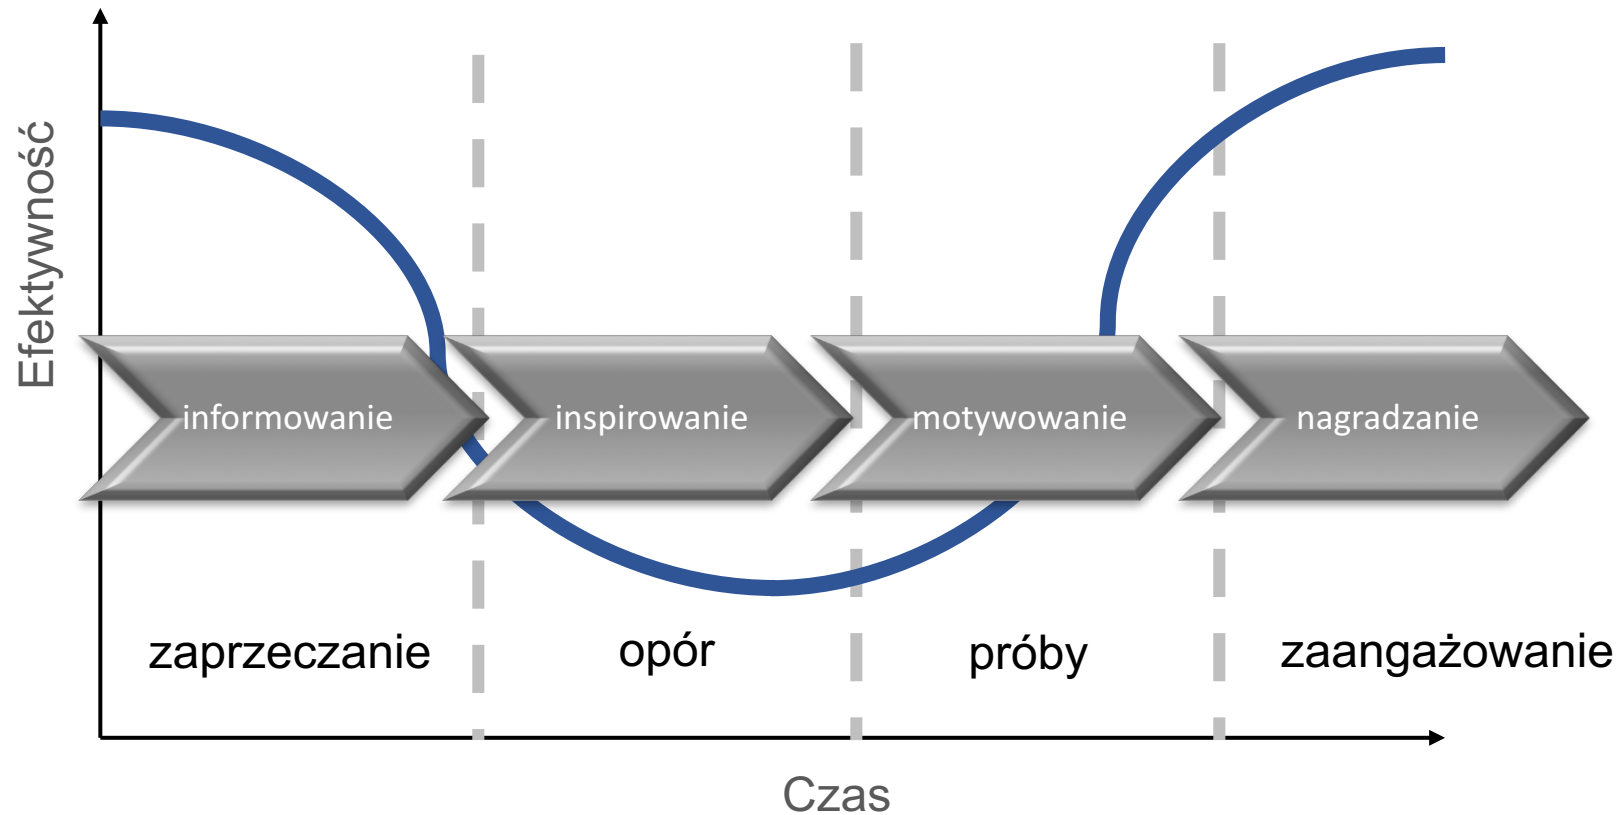 Efektywność
informowanie
inspirowanie
motywowanie
nagradzanie
zaprzeczanie
opór
próby
zaangażowanie
Czas